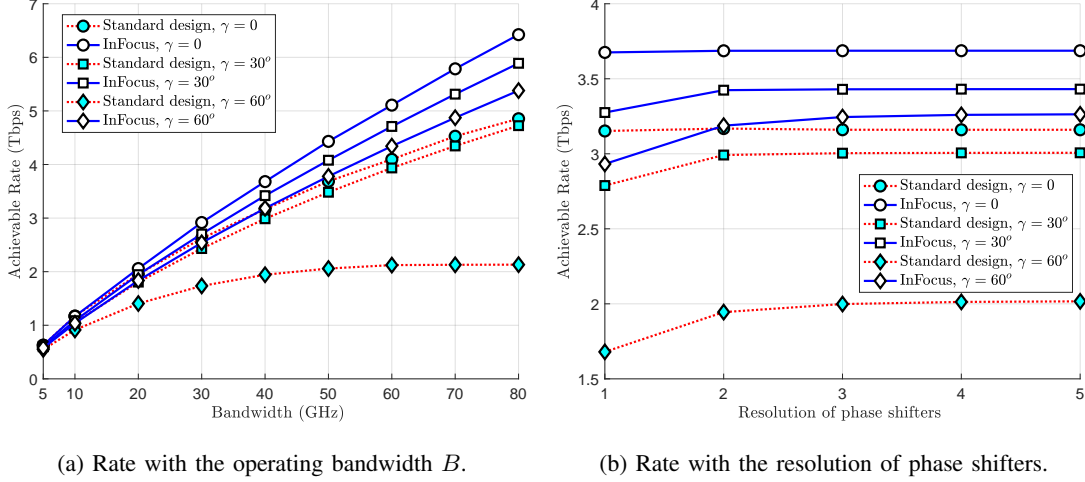 Achievable Rate (Tbps)
7
6
5
4
3
2
1
0
Standard design, γ = 0
InFocus, γ = 0
Standard design, γ = 30°
InFocus, γ = 30°
Standard design, γ = 60°
InFocus, γ = 60°
5 10 20 30 40 50 60 70 80
Bandwidth (GHz)
(a) Rate with the operating bandwidth B.
Achievable Rate (Tbps)
4
3.5
3
2.5
2
1.5
Standard design, γ = 0
InFocus, γ = 0
Standard design, γ = 30°
InFocus, γ = 30°
Standard design, γ = 60°
InFocus, γ = 60°
1 2 3 4 5
Resolution of phase shifters
(b) Rate with the resolution of phase shifters.